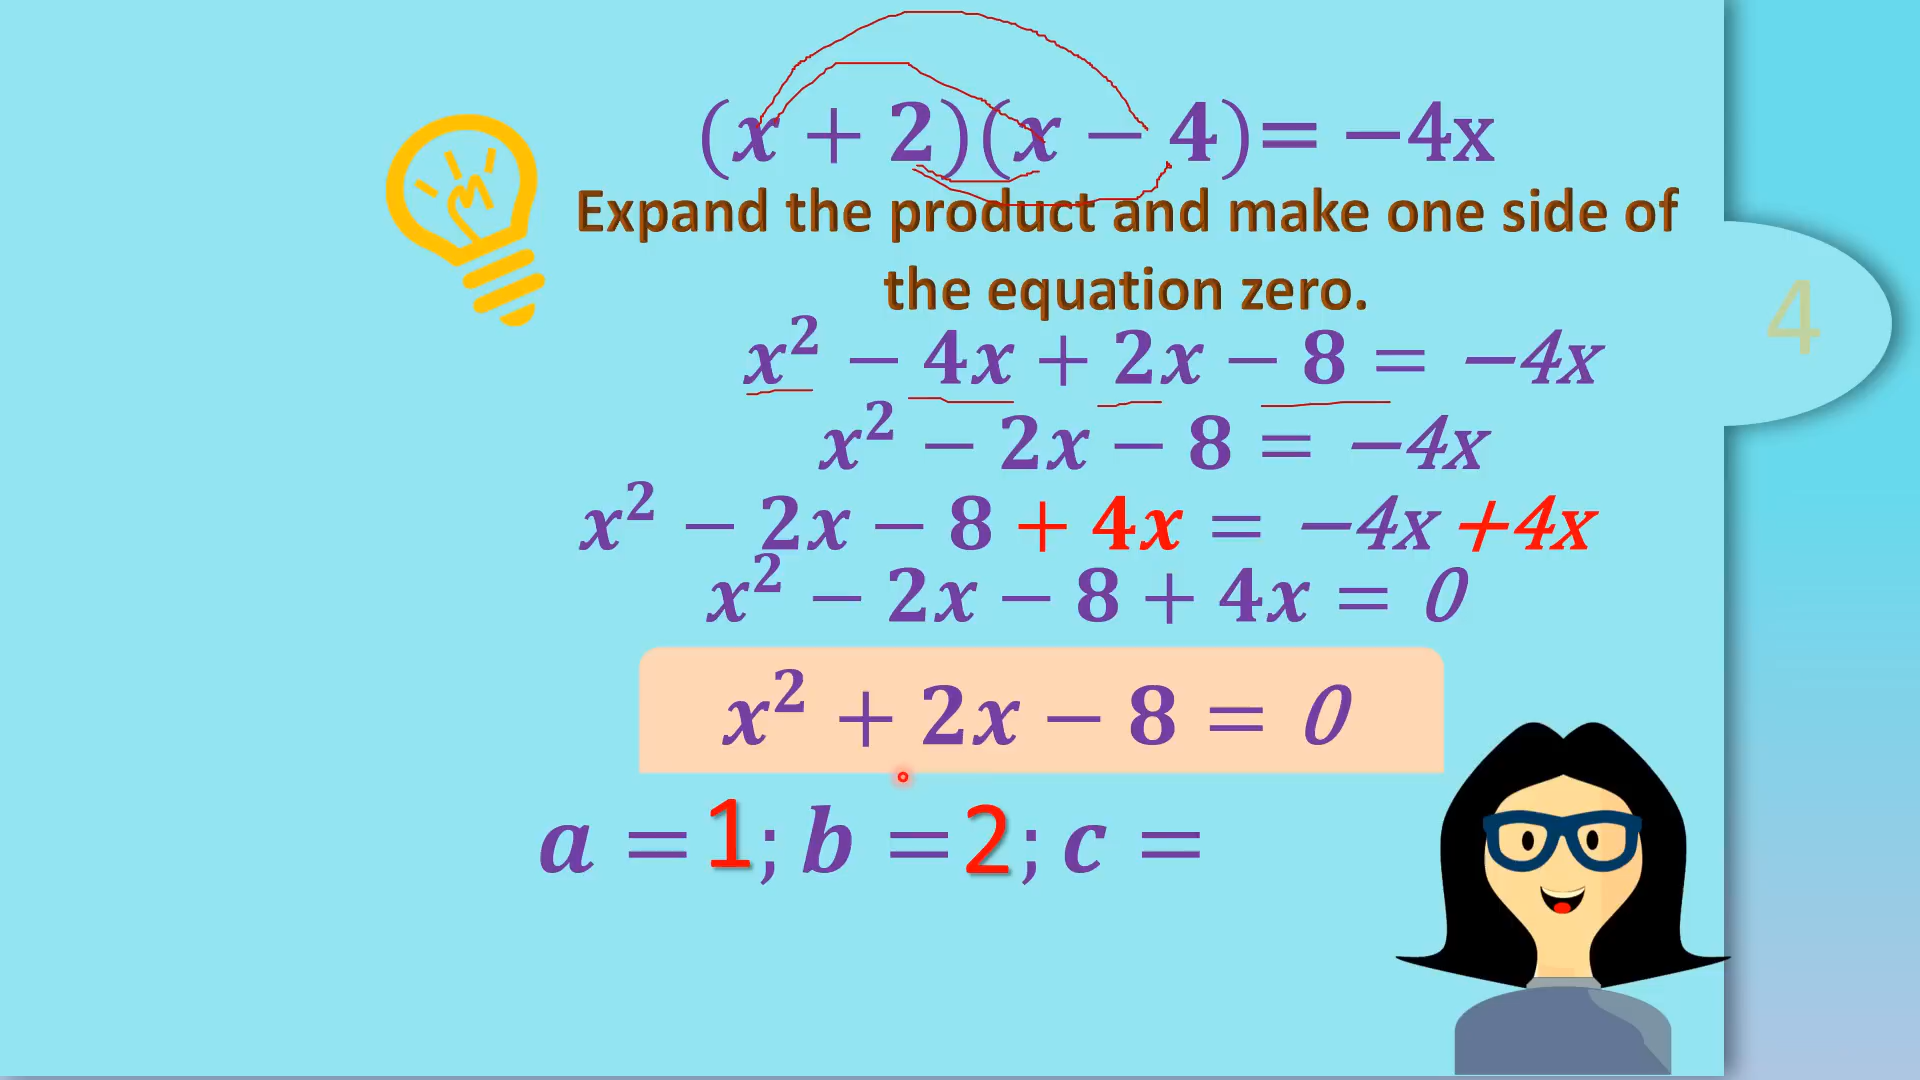 (x + 2)(x − 4)= −4x
Expand the product and make one side of
the equation zero.
4
x² − 4x + 2x − 8 = −4x
x² − 2x − 8 = −4x
x² − 2x − 8 + 4x = −4x +4x
x² − 2x − 8 + 4x = 0
x² + 2x − 8 = 0
a = 1; b = 2; c =